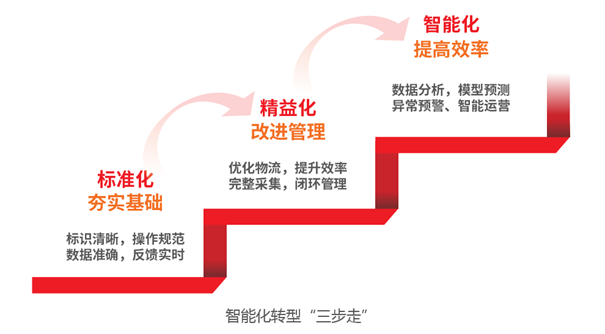 标准化
夯实基础
标识清晰，操作规范
数据准确，反馈实时
精益化
改进管理
优化物流，提升效率
完整采集，闭环管理
智能化
提高效率
数据分析，模型预测
异常预警、智能运营
智能化转型“三步走”